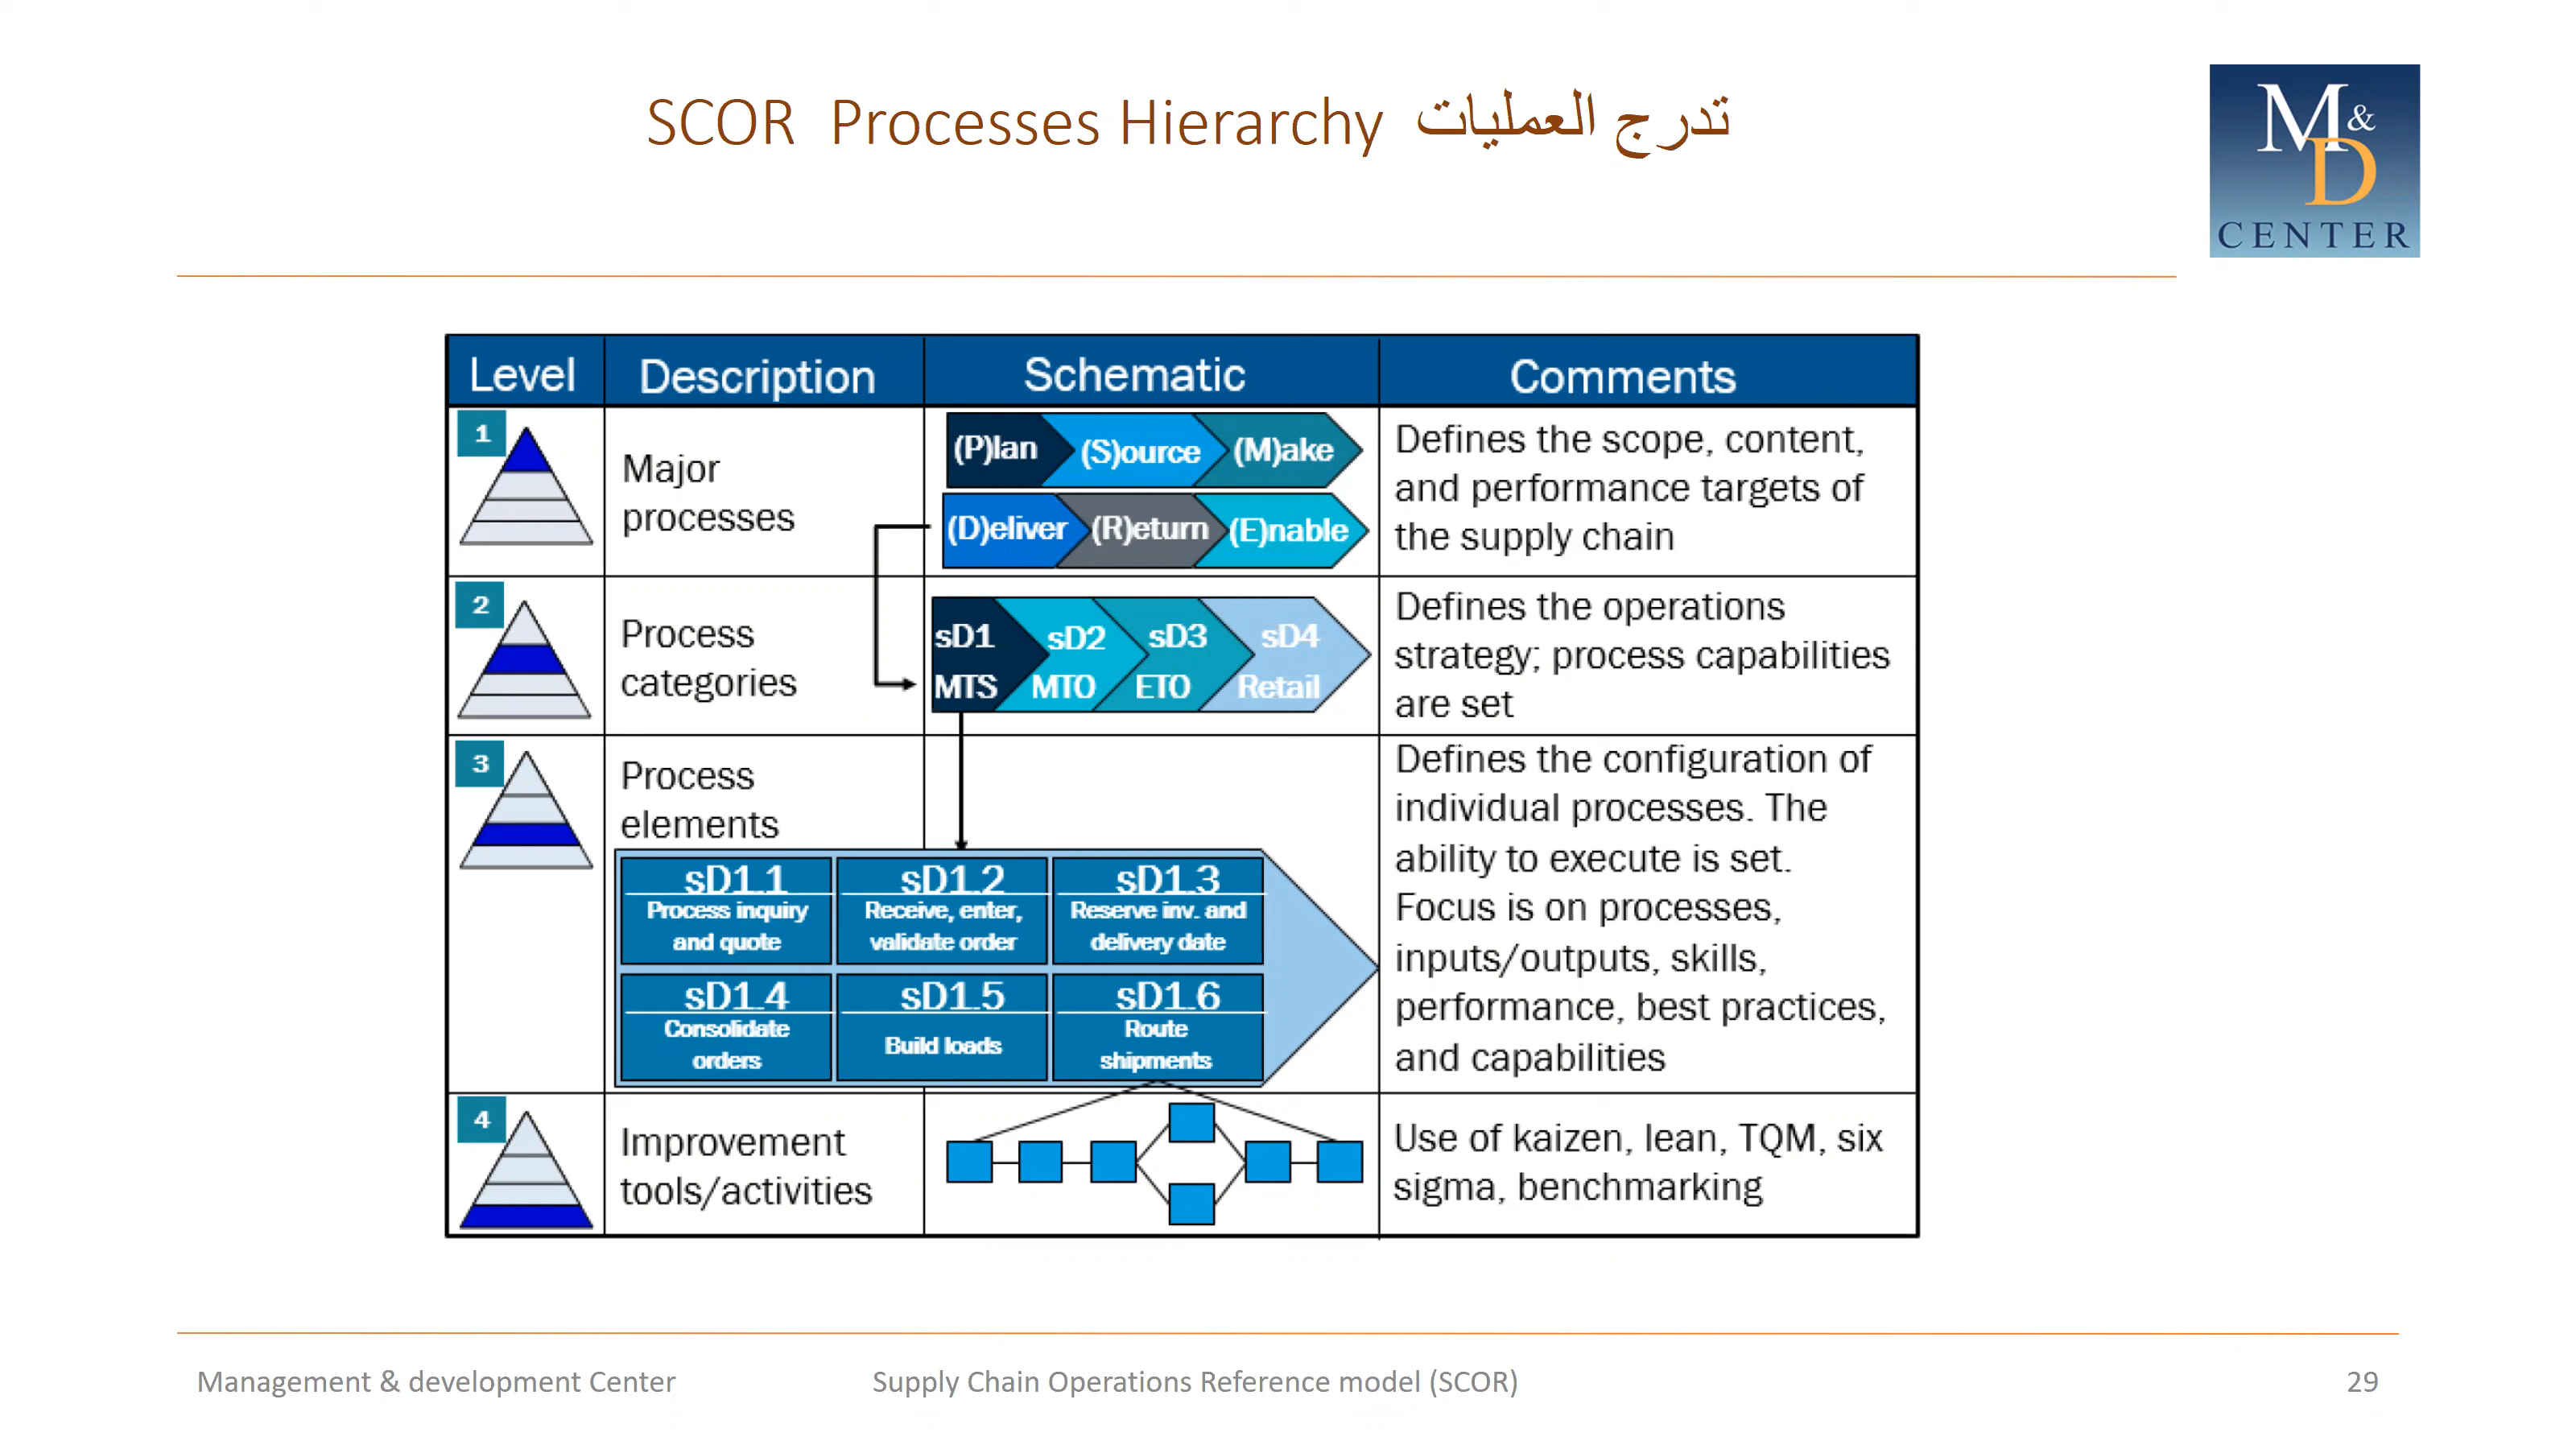 SCOR Processes Hierarchy تدرج العمليات
M&D
CENTER
Level Description Schematic Comments
1
Major
processes
(P)lan (S)ource (M)ake
(D)eliver (R)eturn (E)nable
Defines the scope, content,
and performance targets of
the supply chain
2
Process
categories
sD1 sD2 sD3 sD4
MTS MTO ETO Retail
Defines the operations
strategy; process capabilities
are set
3
Process
elements
sD1.1 sD1.2 sD1.3
Process inquiry Receive, enter, Reserve inv. and
and quote validate order delivery date
sD1.4 sD1.5 sD1.6
Consolidate Build loads Route
orders shipments
Defines the configuration of
individual processes. The
ability to execute is set.
Focus is on processes,
inputs/outputs, skills,
performance, best practices,
and capabilities
4
Improvement
tools/activities
Use of kaizen, lean, TQM, six
sigma, benchmarking
Management & development Center Supply Chain Operations Reference model (SCOR) 29